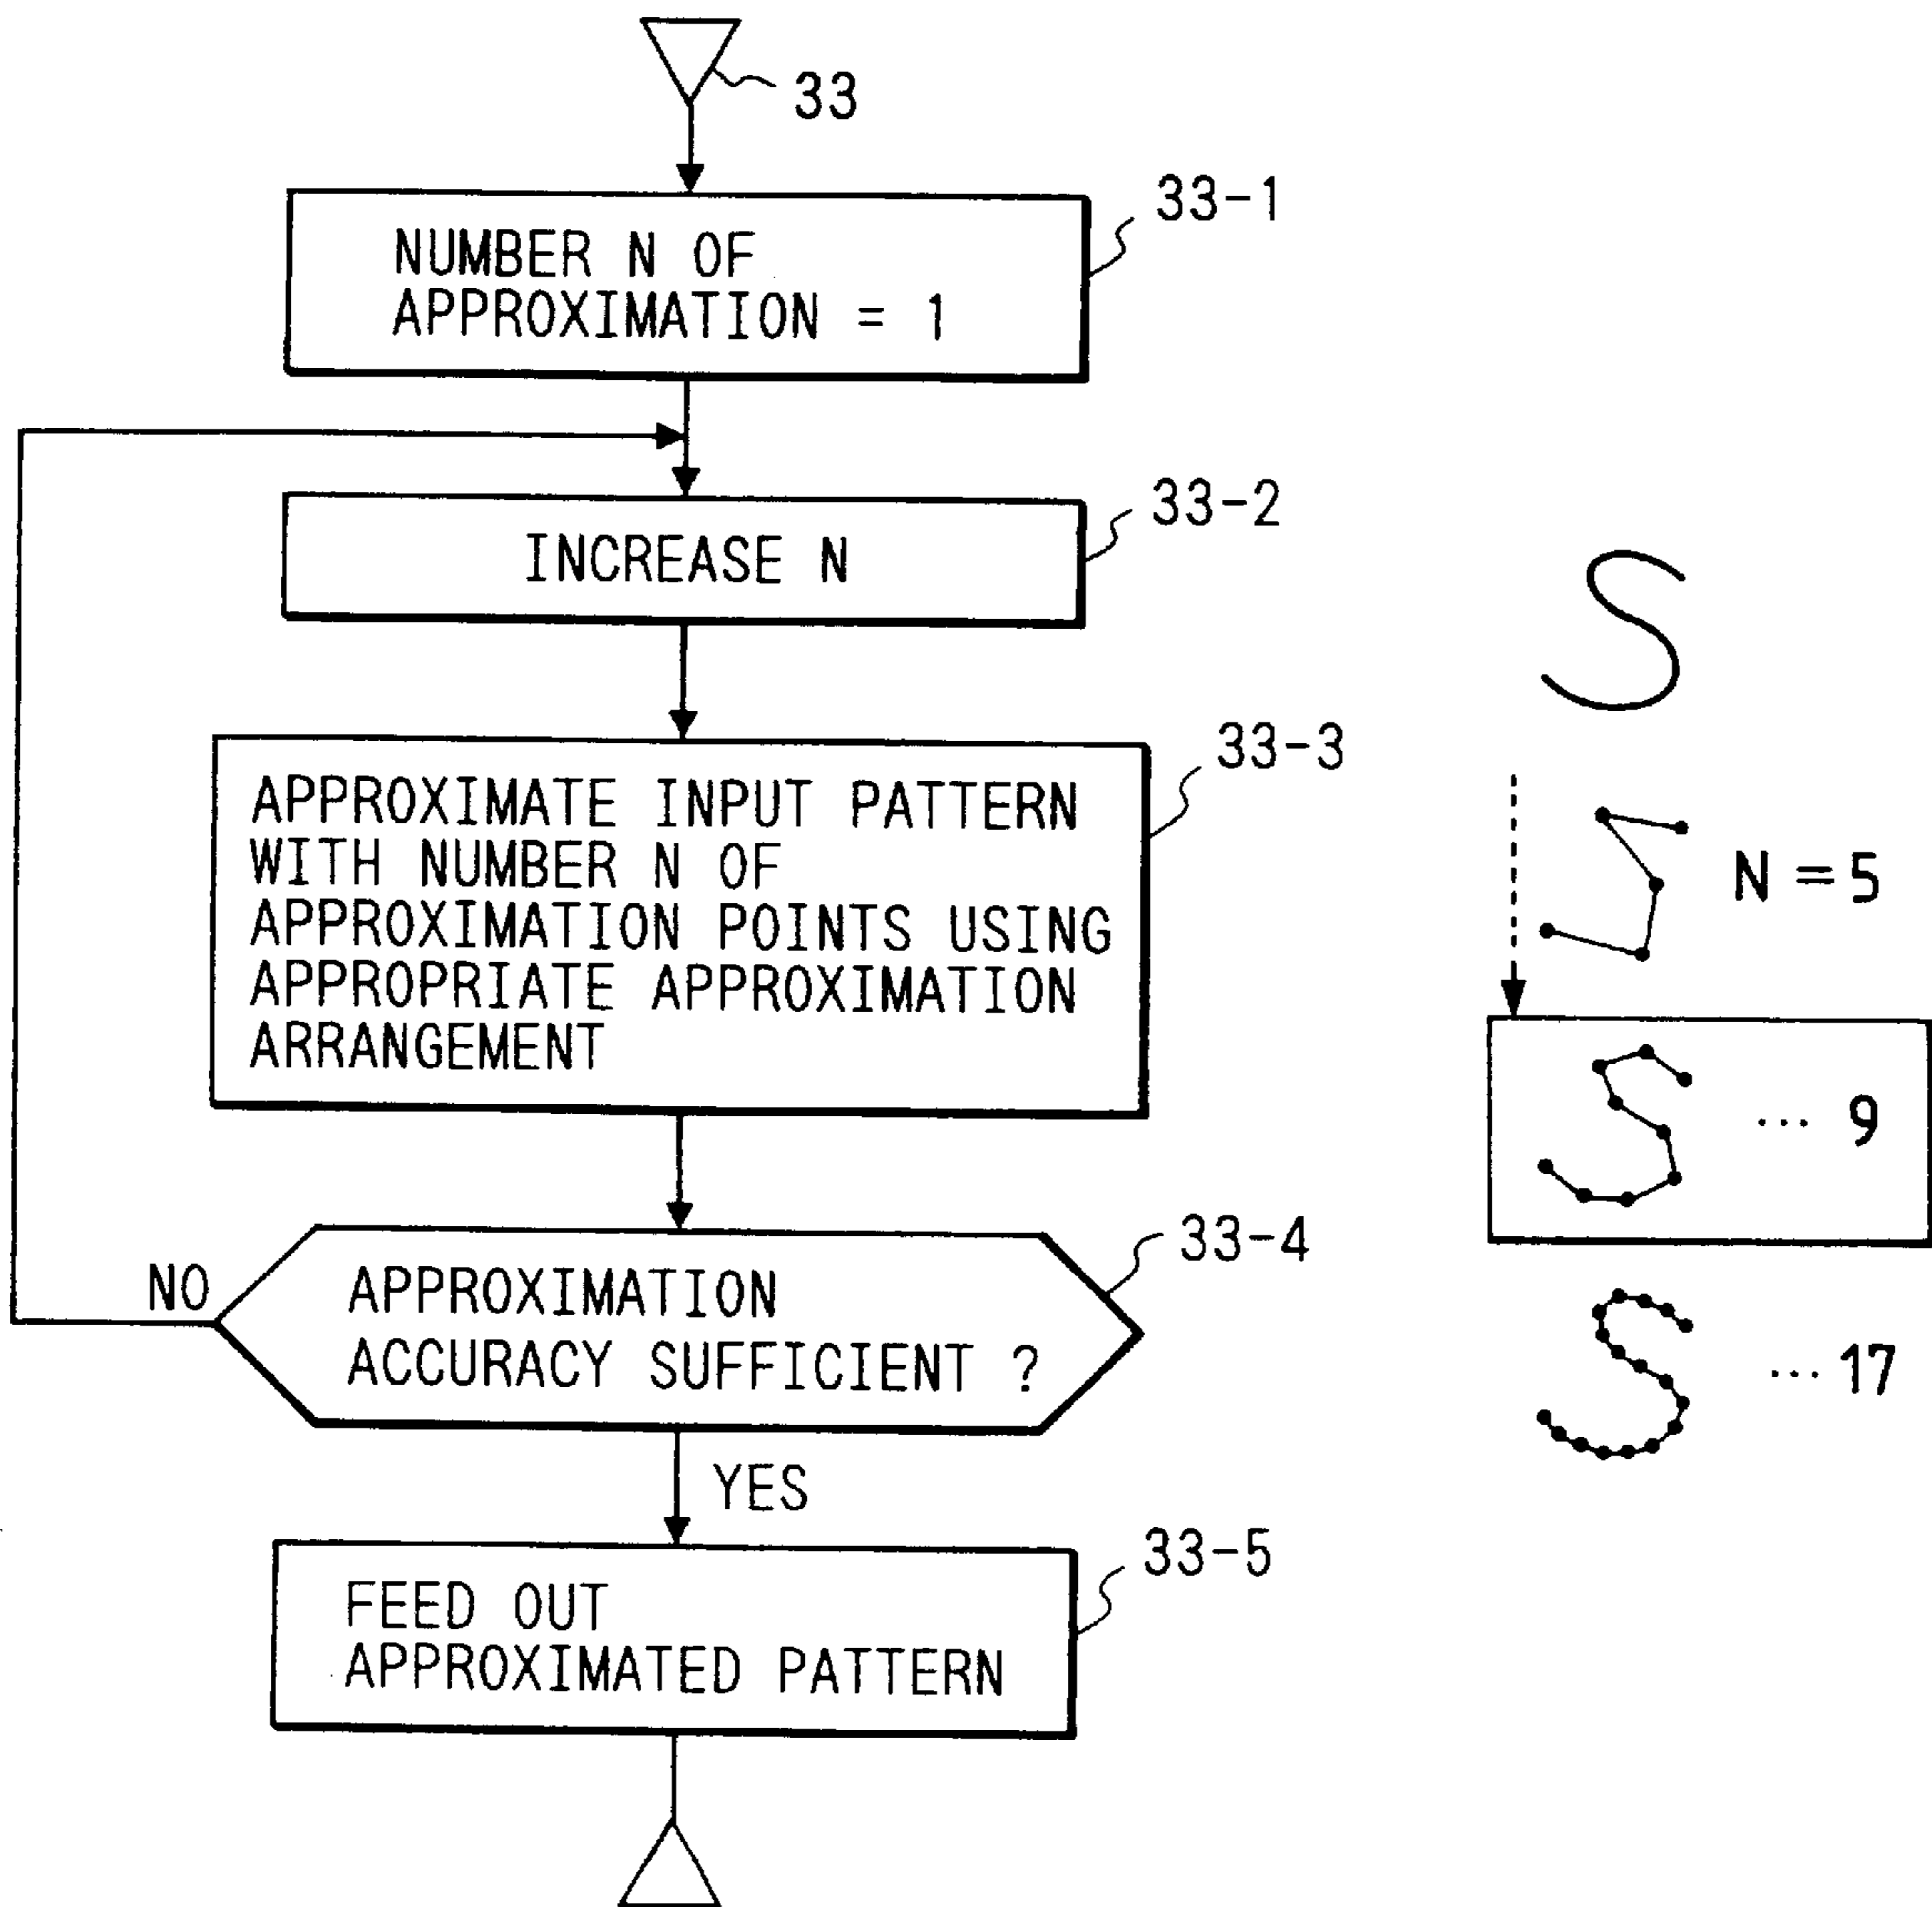 33
33-1
NUMBER N OF
APPROXIMATION = 1
33-2
INCREASE N
33-3
APPROXIMATE INPUT PATTERN
WITH NUMBER N OF
APPROXIMATION POINTS USING
APPROPRIATE APPROXIMATION
ARRANGEMENT
33-4
NO
APPROXIMATION
ACCURACY SUFFICIENT ?
YES
33-5
FEED OUT
APPROXIMATED PATTERN
S
N = 5
... 9
... 17